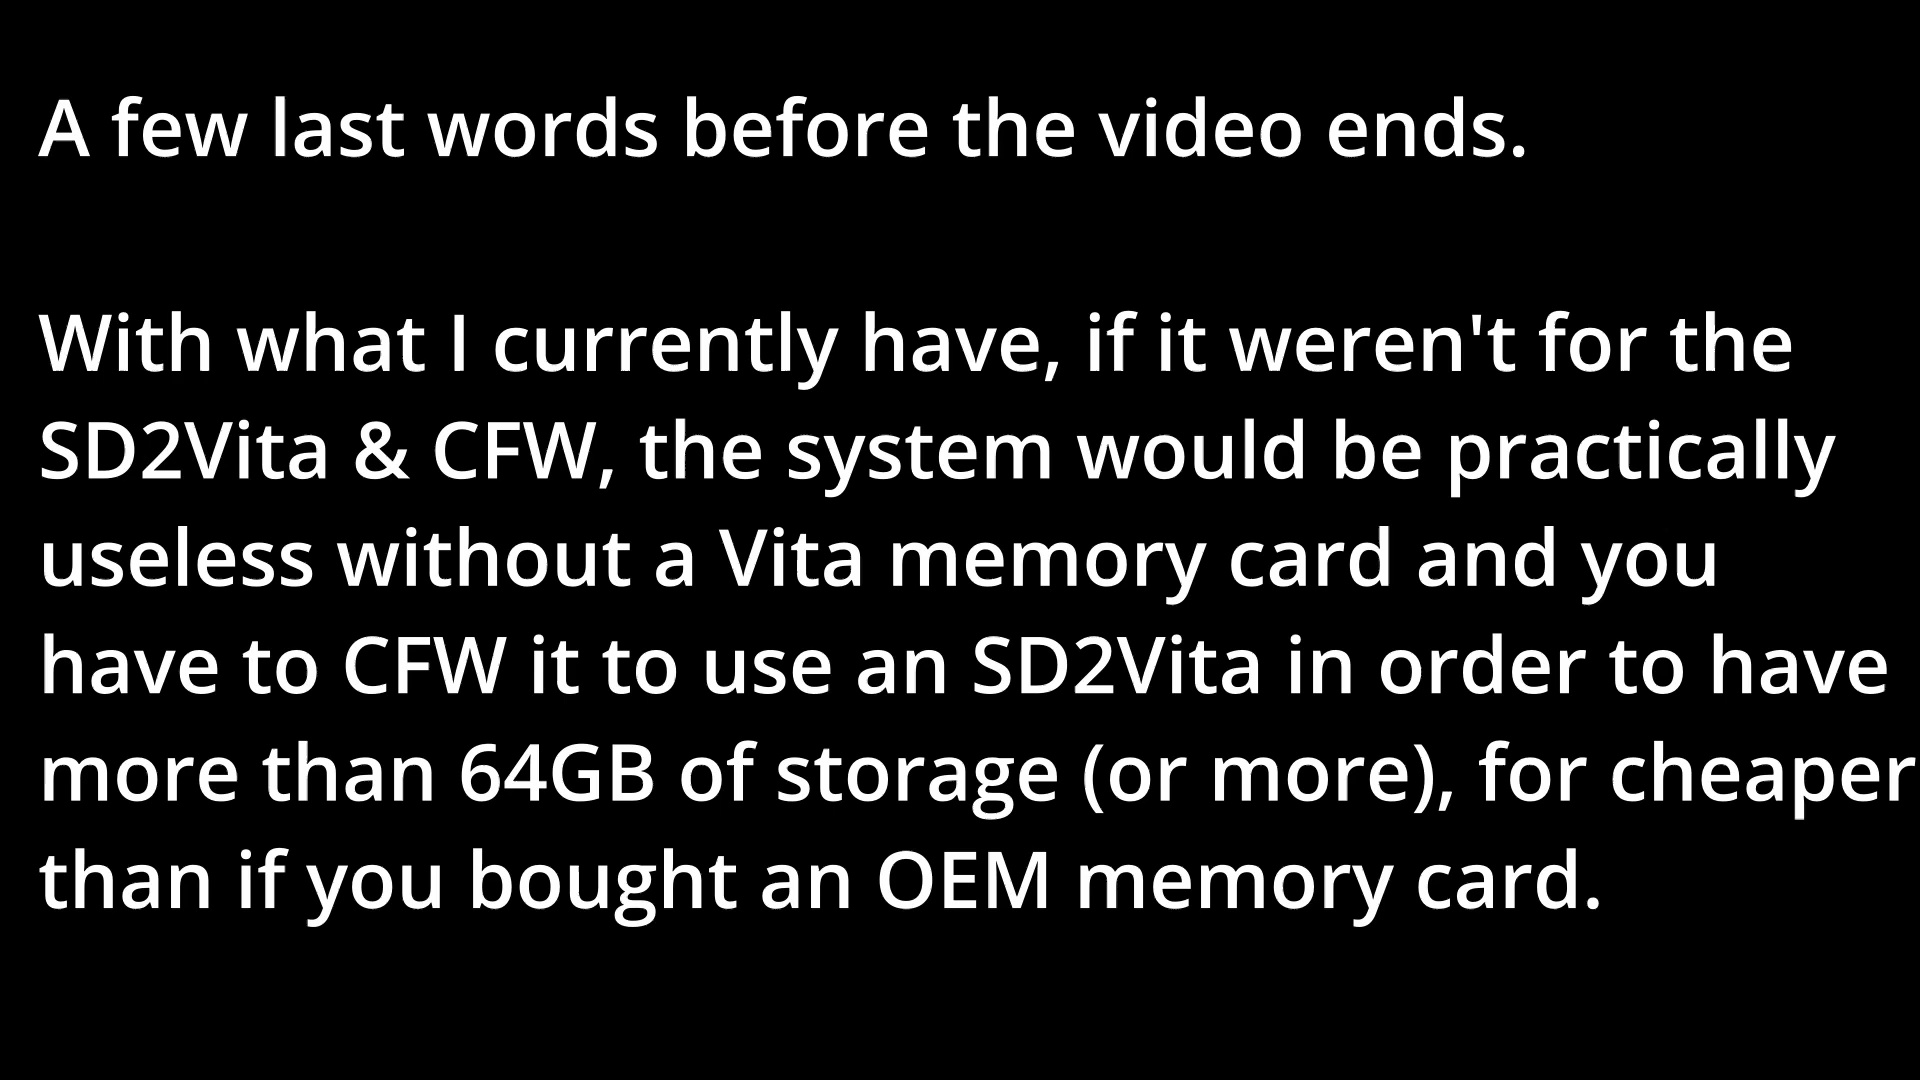 A few last words before the video ends.
With what I currently have, if it weren't for the
SD2Vita & CFW, the system would be practically
useless without a Vita memory card and you
have to CFW it to use an SD2Vita in order to have
more than 64GB of storage (or more), for cheaper
than if you bought an OEM memory card.